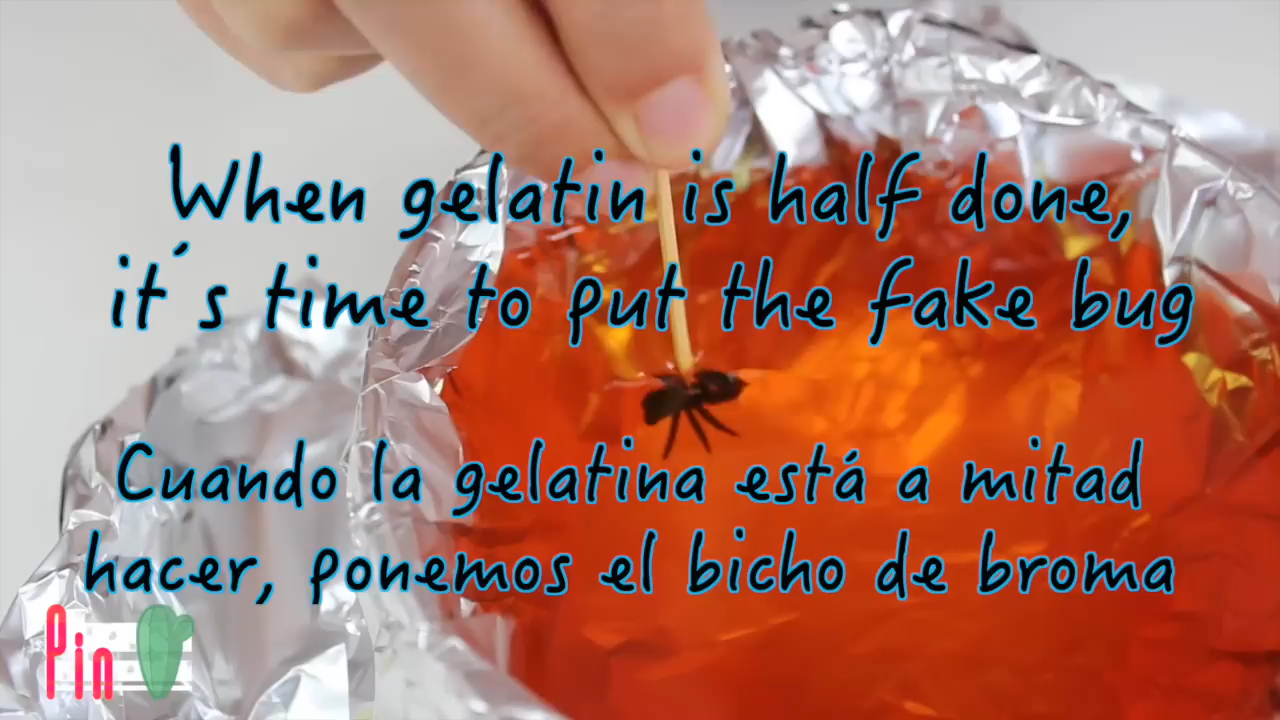 When gelatin is half done,
it´s time to put the fake bug
Cuando la gelatina está a mitad
hacer, ponemos el bicho de broma
Pin